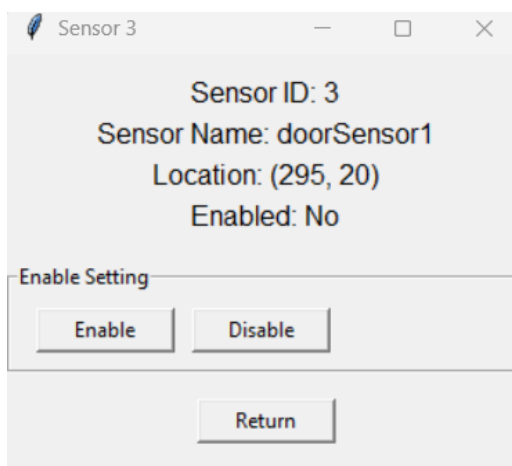 Sensor 3
Sensor ID: 3
Sensor Name: doorSensor1
Location: (295, 20)
Enabled: No
Enable Setting
Enable Disable
Return